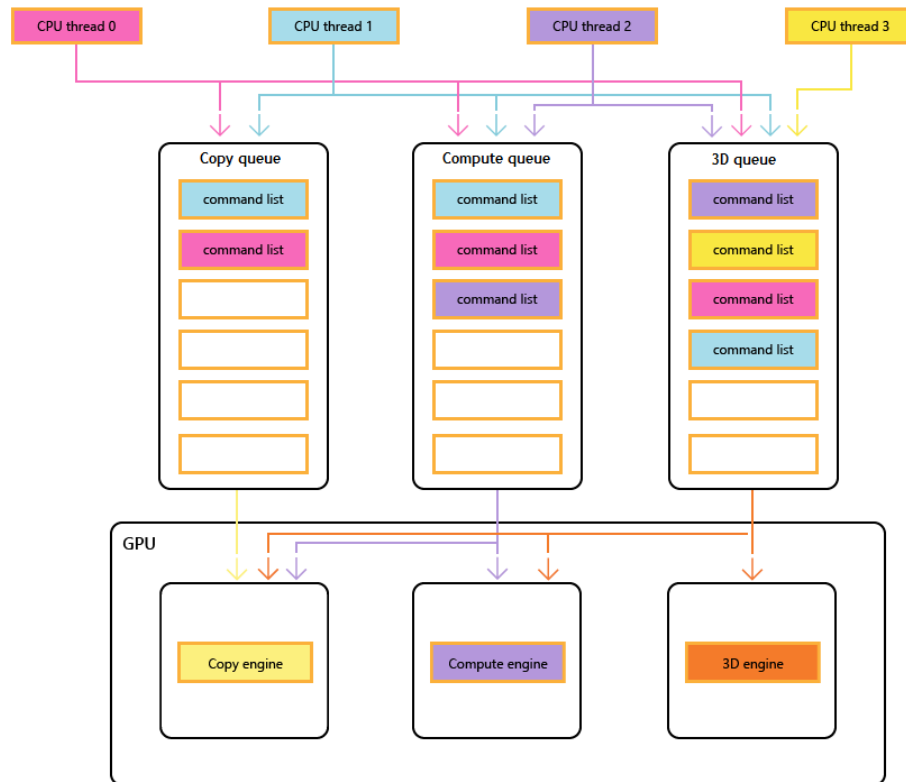 CPU thread 0
CPU thread 1
CPU thread 2
CPU thread 3
Copy queue
command list
command list
Compute queue
command list
command list
command list
3D queue
command list
command list
command list
command list
GPU
Copy engine
Compute engine
3D engine